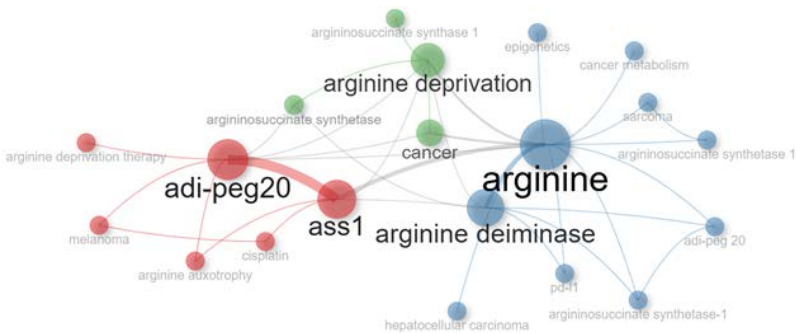 argininosuccinate synthase 1
epigenetics
cancer metabolism
arginine deprivation
argininosuccinate synthetase
sarcoma
cancer
argininosuccinate synthetase 1
arginine deprivation therapy
adi-peg20
arginine
ass1
arginine deiminase
melanoma
cisplatin
adi-peg 20
arginine auxotrophy
pd-l1
argininosuccinate synthetase-1
hepatocellular carcinoma